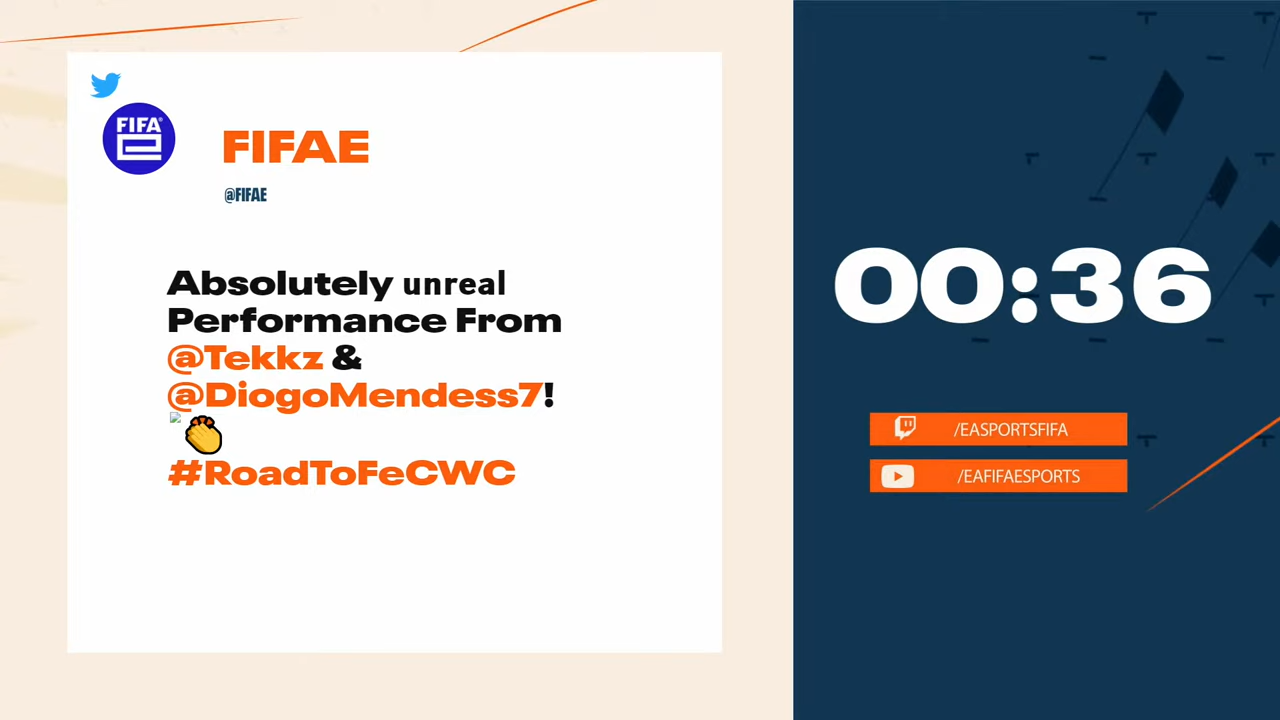 FIFA
e
FIFAE
@FIFAE
Absolutely unreal
Performance From
@Tekkz &
@DiogoMendess7!
👏
#RoadToFeCWC
00:36
/EASPORTSFIFA
/EAFIFAESPORTS